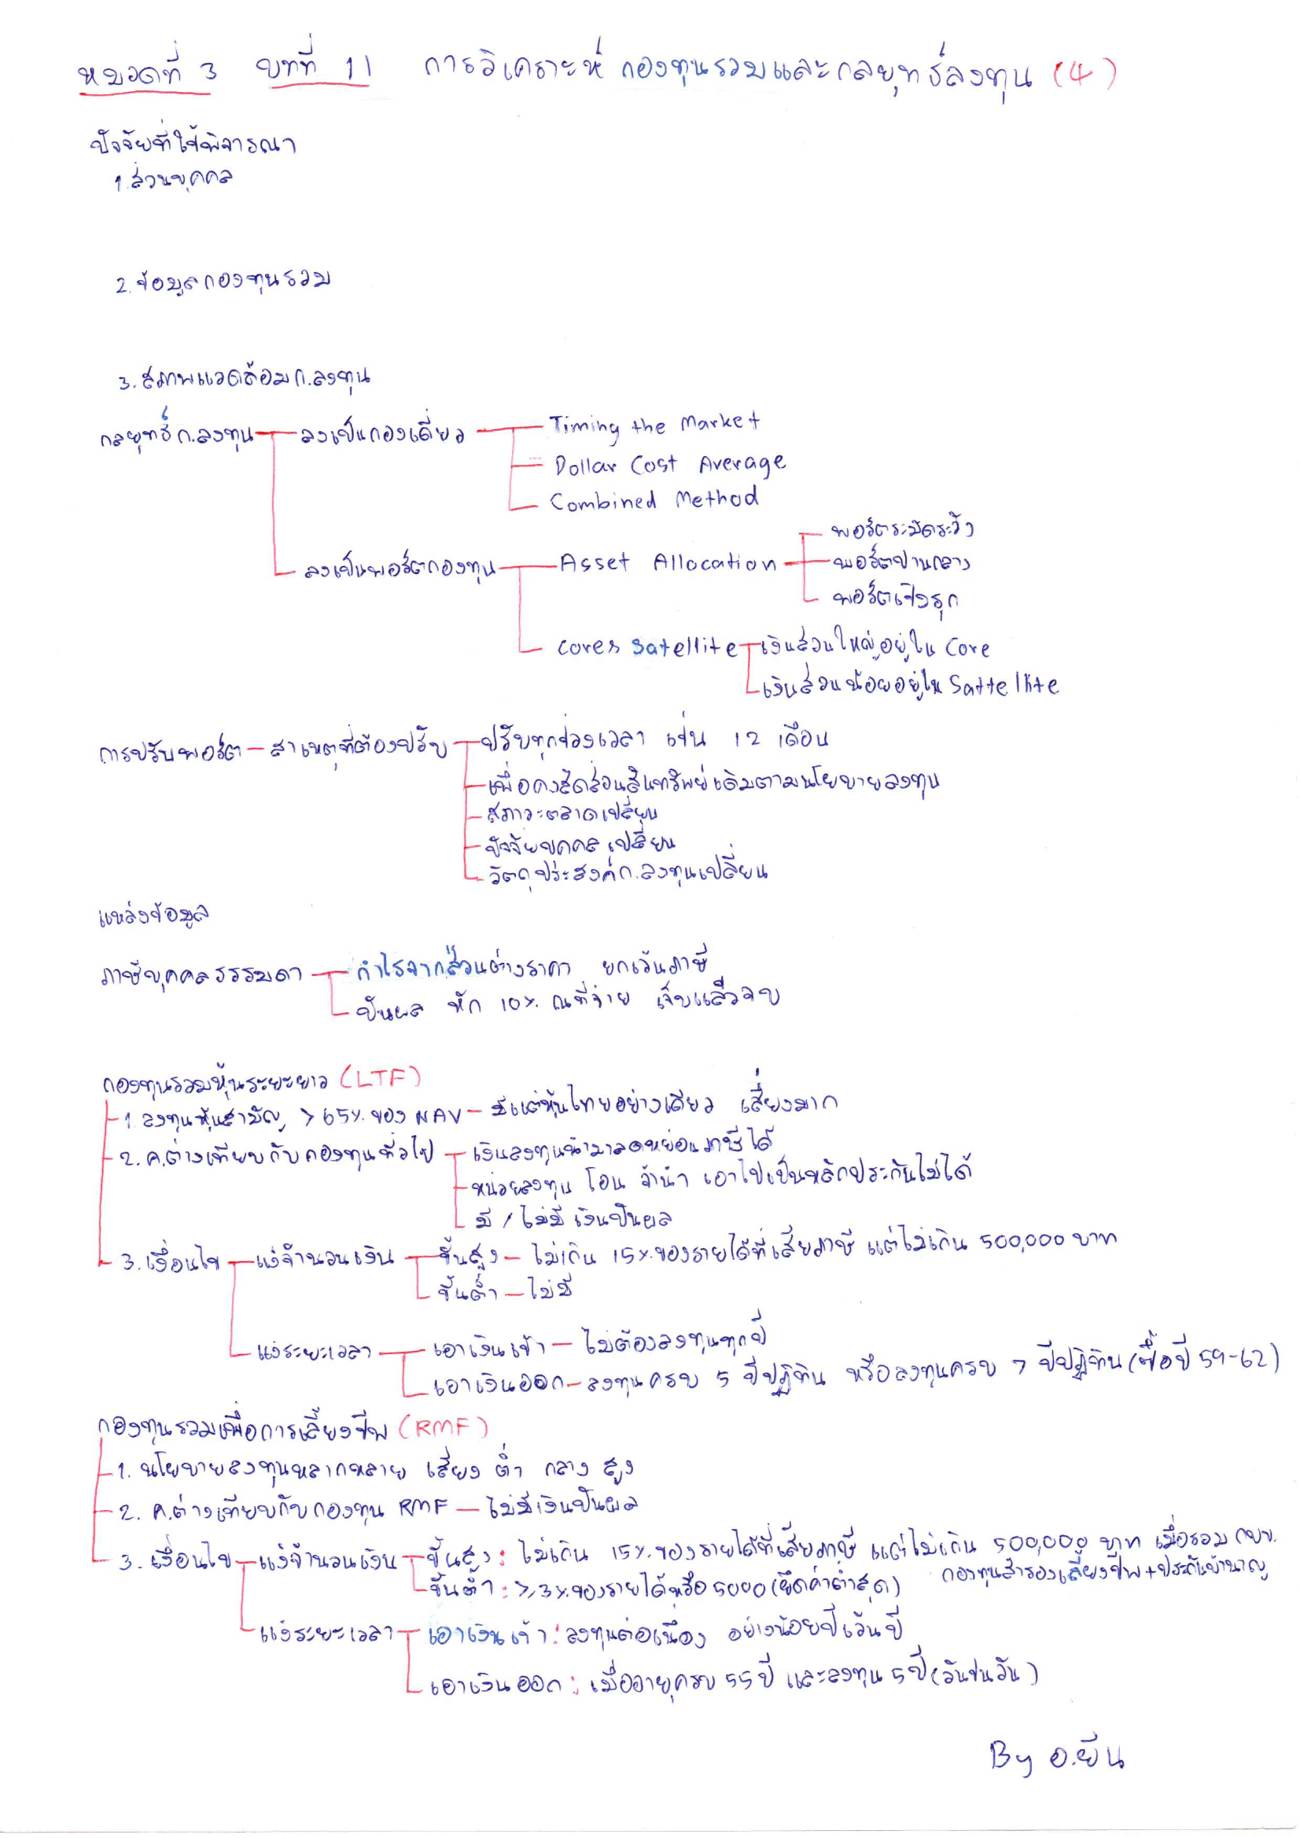 หมวดที่ 3 บทที่ 11 การวิเคราะห์ กองทุนรวมและกลยุทธ์ลงทุน (4)
ปัจจัยที่ใช้พิจารณา
1.ส่วนบุคคล
2.ข้อมูลกองทุนรวม
3.สภาพแวดล้อมก.ลงทุน
กลยุทธ์ก.ลงทุน ลงเป็นกองเดี่ยว Timing the Market
Dollar Cost Average
Combined Method
ลงเป็นพอร์ตกองทุน Asset Allocation พอร์ตระมัดระวัง
พอร์ตปานกลาง
พอร์ตเชิงรุก
Cores Satellite เงินส่วนใหญ่อยู่ใน Core
เงินส่วนน้อยอยู่ใน Sattellite
การปรับพอร์ต - สาเหตุที่ต้องปรับ ปรับทุกช่วงเวลา เช่น 12 เดือน
เพื่อคงสัดส่วนสินทรัพย์เดิมตามนโยบายลงทุน
สภาวะตลาดเปลี่ยน
ปัจจัยบุคคลเปลี่ยน
วัตถุประสงค์ก.ลงทุนเปลี่ยน
แหล่งข้อมูล
ภาษีบุคคลธรรมดา กำไรจากส่วนต่างราคา ยกเว้นภาษี
ปันผล หัก 10% ณที่จ่าย เจ็บแล้วจบ
กองทุนรวมหุ้นระยะยาว (LTF)
1.ลงทุนหุ้นสามัญ > 65% ของ NAV - มีแต่หุ้นไทยอย่างเดียว เสี่ยงมาก
2. ค.ต่างเทียบกับกองทุนทั่วไป เงินลงทุนนำมาลดหย่อนภาษีได้
หน่วยลงทุน โอน จำนำ เอาไปเป็นหลักประกันไม่ได้
มี / ไม่มี เงินปันผล
3. เงื่อนไข แง่จำนวนเงิน ขั้นสูง - ไม่เกิน 15% ของรายได้ที่เสียภาษี แต่ไม่เกิน 500,000 บาท
ขั้นต่ำ - ไม่มี
แง่ระยะเวลา เอาเงินเข้า - ไม่ต้องลงทุนทุกปี
เอาเงินออก - ลงทุนครบ 5 ปีปฏิทิน หรือลงทุนครบ 7 ปีปฏิทิน (ซื้อปี 59-62)
กองทุนรวมเพื่อการเลี้ยงชีพ (RMF)
1. นโยบายลงทุนหลากหลาย เสี่ยง ต่ำ กลาง สูง
2. ค.ต่างเทียบกับกองทุน RMF - ไม่มีเงินปันผล
3. เงื่อนไข แง่จำนวนเงิน ขั้นสูง : ไม่เกิน 15% ของรายได้ที่เสียภาษี แต่ไม่เกิน 500,000 บาท เมื่อรวม กบข.
กองทุนสำรองเลี้ยงชีพ + ประกันบำนาญ
ขั้นต่ำ : ≥ 3% ของรายได้หรือ 5000 (ยึดค่าต่ำสุด)
แง่ระยะเวลา เอาเงินเข้า : ลงทุนต่อเนื่อง อย่างน้อยปีเว้นปี
เอาเงินออก : เมื่ออายุครบ 55 ปี และลงทุน 5 ปี (วันชนวัน)
By อ.ยีน